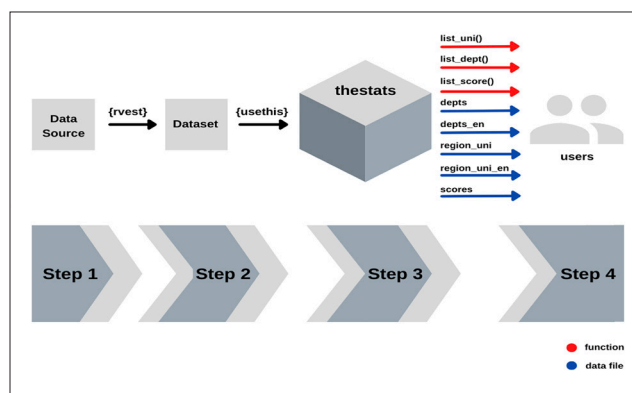 list_uni()
list_dept()
list_score()
depts
depts_en
region_uni
region_uni_en
scores
Data
Source
{rvest}
Dataset
{usethis}
thestats
users
Step 1
Step 2
Step 3
Step 4
function
data file